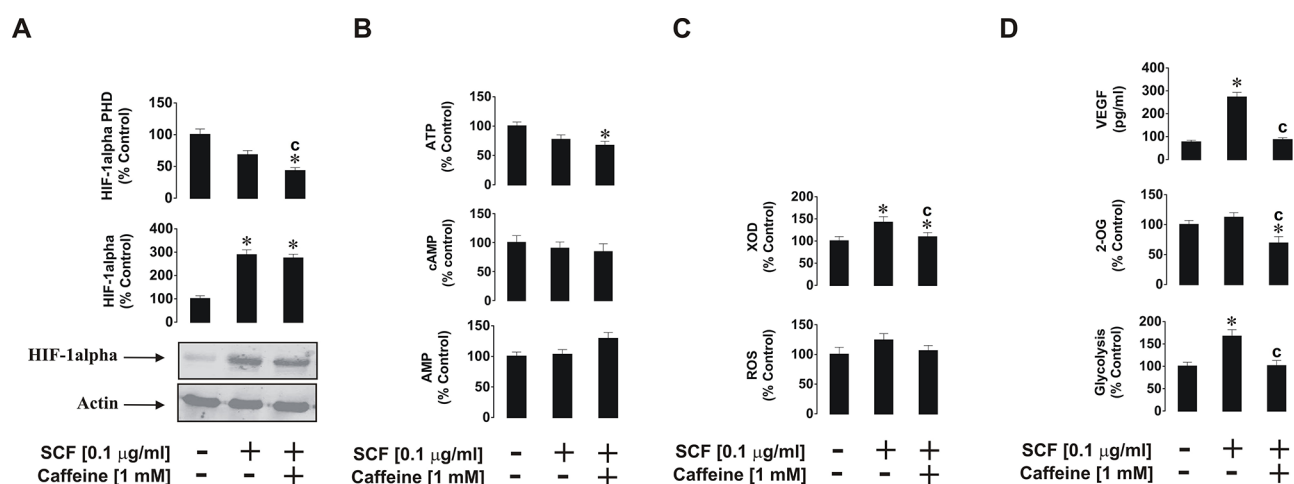 A
HIF-1alpha PHD
(% Control)
150
100
50
0
c
*
HIF-1alpha
(% Control)
400
300
200
100
0
*
*
HIF-1alpha
Actin
SCF [0.1 μg/ml]
- + +
Caffeine [1 mM]
- - +
B
ATP
(% Control)
150
100
50
0
*
cAMP
(% control)
150
100
50
0
AMP
(% Control)
150
100
50
0
SCF [0.1 μg/ml]
- + +
Caffeine [1 mM]
- - +
C
XOD
(% Control)
200
150
100
50
0
*
c
*
ROS
(% Control)
150
100
50
0
SCF [0.1 μg/ml]
- + +
Caffeine [1 mM]
- - +
D
VEGF
(pg/ml)
400
300
200
100
0
*
c
2-OG
(% Control)
150
100
50
0
c
*
Glycolysis
(% Control)
200
150
100
50
0
*
c
SCF [0.1 μg/ml]
- + +
Caffeine [1 mM]
- - +